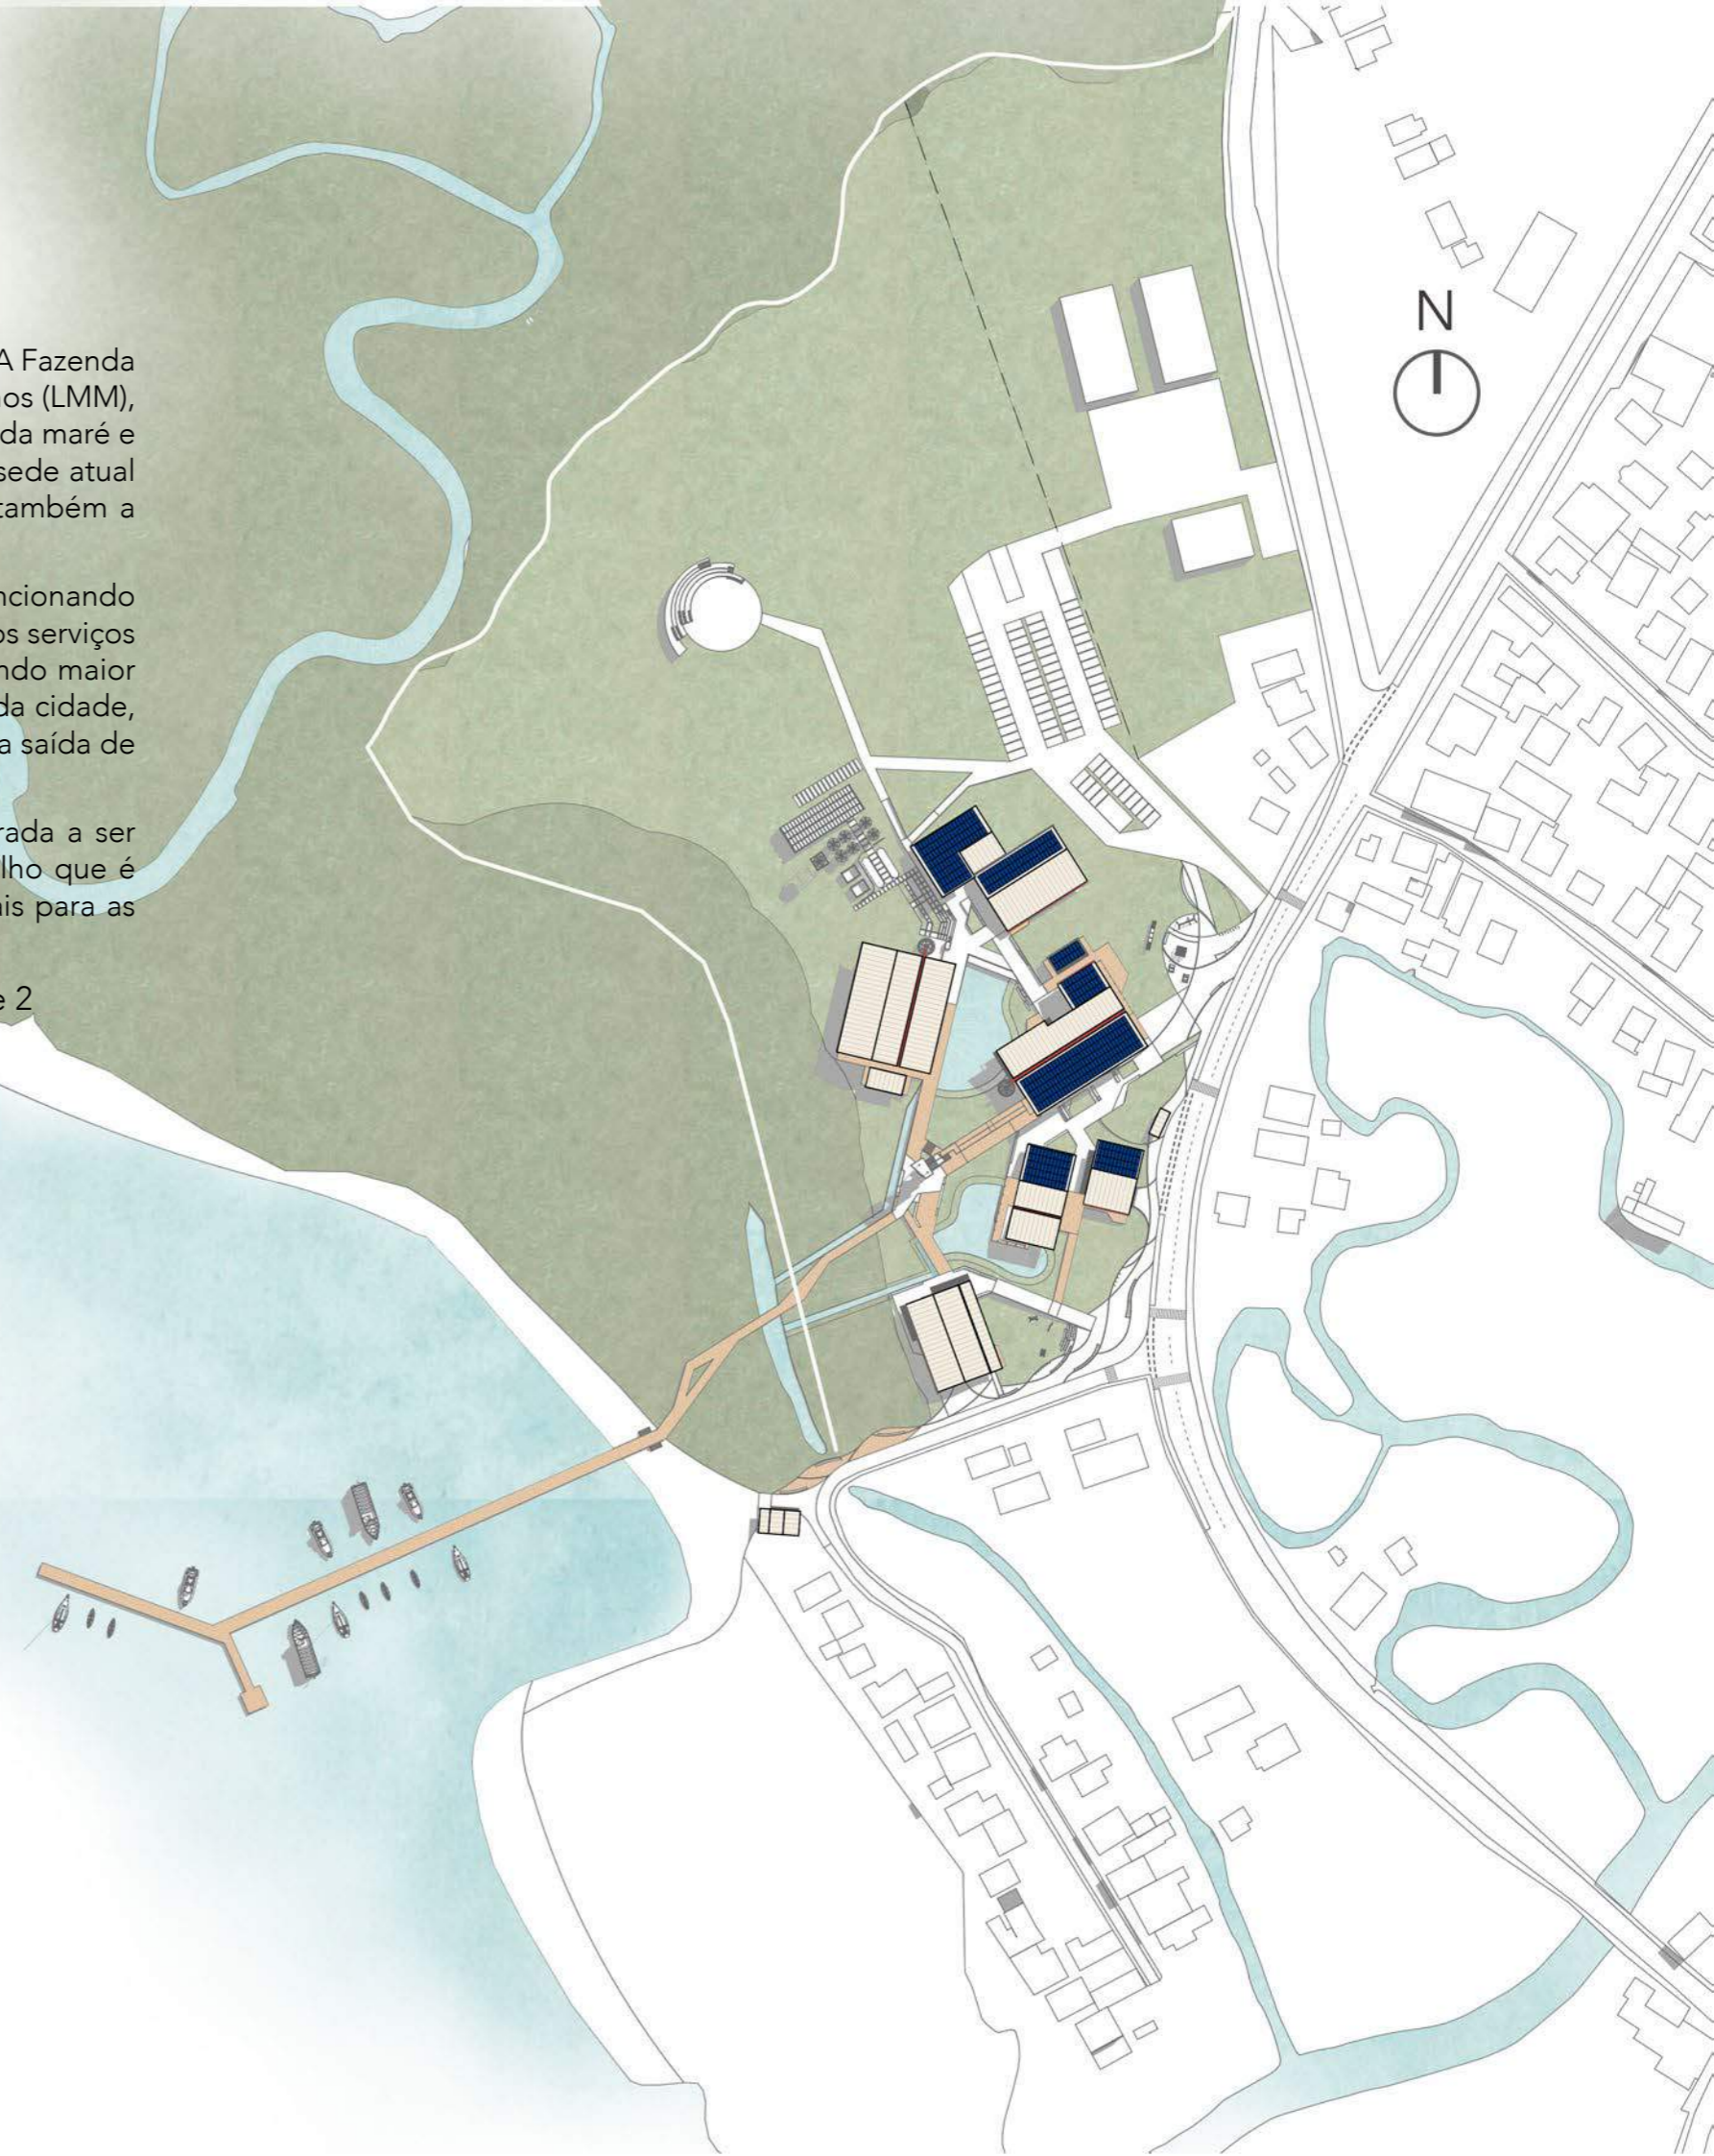 A Fazenda
nos (LMM),
da maré e
sede atual
também a
ncionando
os serviços
ndo maior
da cidade,
a saída de
rada a ser
lho que é
is para as
e 2
N